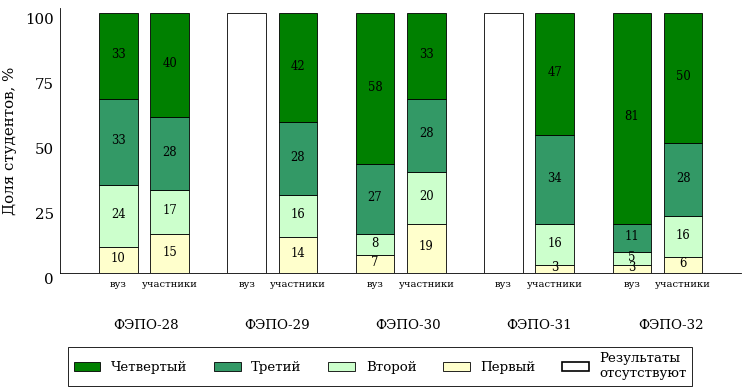 Доля студентов, %
100
75
50
25
0
33 40 42 58 33 47 81 50
33 28 28 27 28 34 11 28
24 17 16 8 20 16 5 16
10 15 14 7 19 3 3 6
вуз участники вуз участники вуз участники вуз участники вуз участники
ФЭПО-28 ФЭПО-29 ФЭПО-30 ФЭПО-31 ФЭПО-32
Четвертый Третий Второй Первый Результаты
отсутствуют